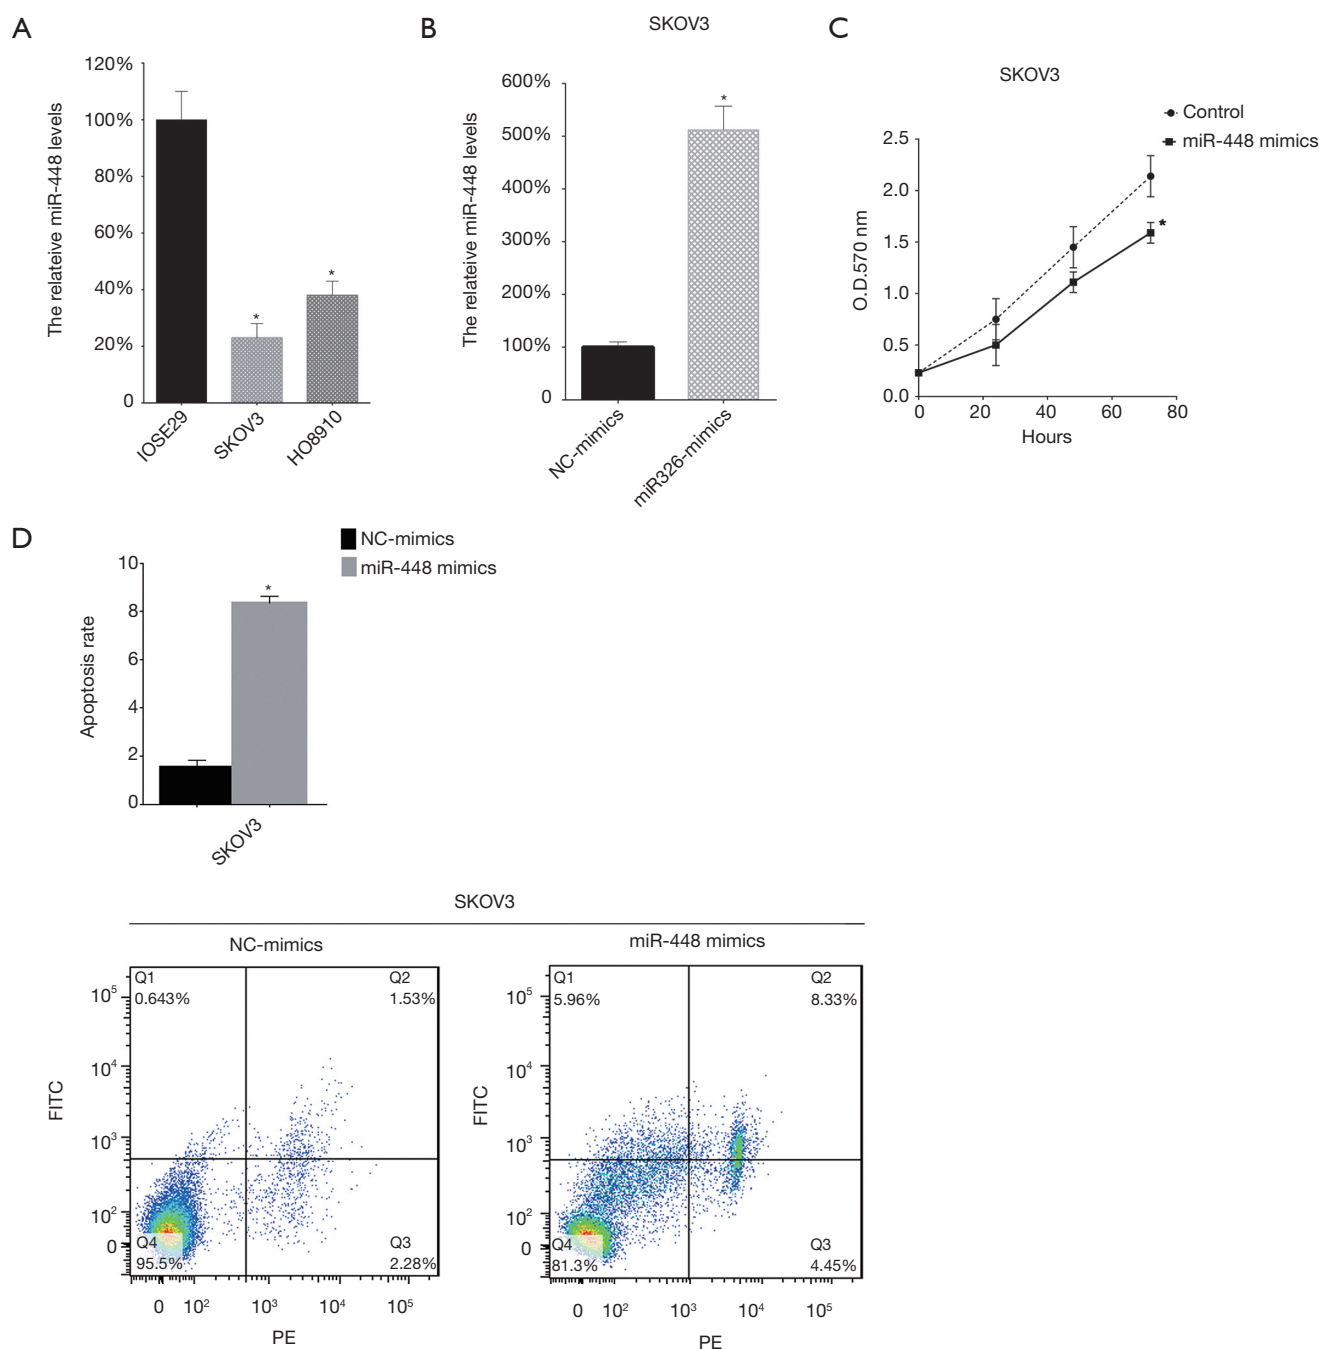 A
The relateive miR-448 levels
120%
100%
80%
60%
40%
20%
0
*
*
IOSE29
SKOV3
HO8910
B
SKOV3
The relateive miR-448 levels
600%
500%
400%
300%
200%
100%
0
*
NC-mimics
miR326-mimics
C
SKOV3
Control
miR-448 mimics
O.D.570 nm
2.5
2.0
1.5
1.0
0.5
0.0
*
0 20 40 60 80
Hours
D
NC-mimics
miR-448 mimics
Apoptosis rate
10
8
6
4
2
0
*
SKOV3
SKOV3
NC-mimics
Q1
0.643%
Q2
1.53%
Q4
95.5%
Q3
2.28%
FITC
10⁵
10⁴
10³
10²
0
0 10² 10³ 10⁴ 10⁵
PE
miR-448 mimics
Q1
5.96%
Q2
8.33%
Q4
81.3%
Q3
4.45%
FITC
10⁵
10⁴
10³
10²
0
0 10² 10³ 10⁴ 10⁵
PE